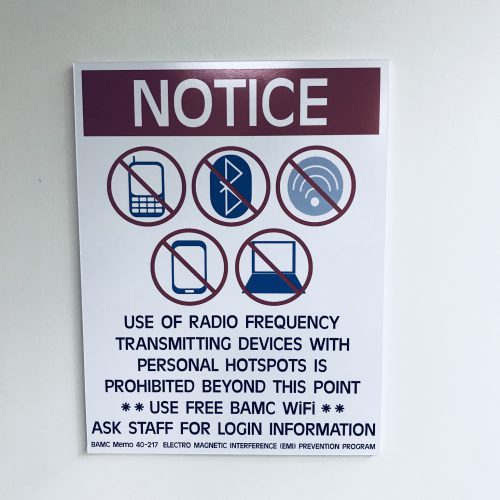 NOTICE
USE OF RADIO FREQUENCY
TRANSMITTING DEVICES WITH
PERSONAL HOTSPOTS IS
PROHIBITED BEYOND THIS POINT
** USE FREE BAMC WiFi **
ASK STAFF FOR LOGIN INFORMATION
BAMC Memo 40-217 ELECTRO MAGNETIC INTERFERENCE (EMI) PREVENTION PROGRAM